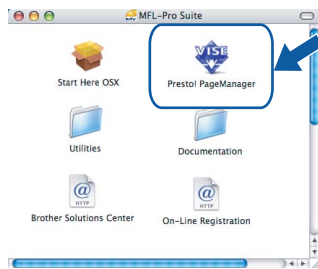 MFL-Pro Suite
VISE
Start Here OSX
Presto! PageManager
Utilities
Documentation
@
HTTP
@
HTTP
Brother Solutions Center
On-Line Registration